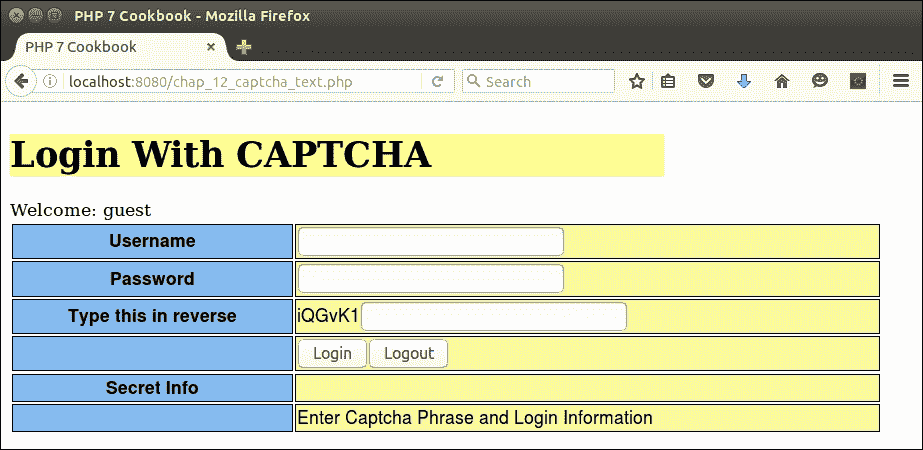 PHP 7 Cookbook - Mozilla Firefox
PHP 7 Cookbook
localhost:8080/chap_12_captcha_text.php
Search
Login With CAPTCHA
Welcome: guest
Username
Password
Type this in reverse iQGvK1
Login Logout
Secret Info
Enter Captcha Phrase and Login Information